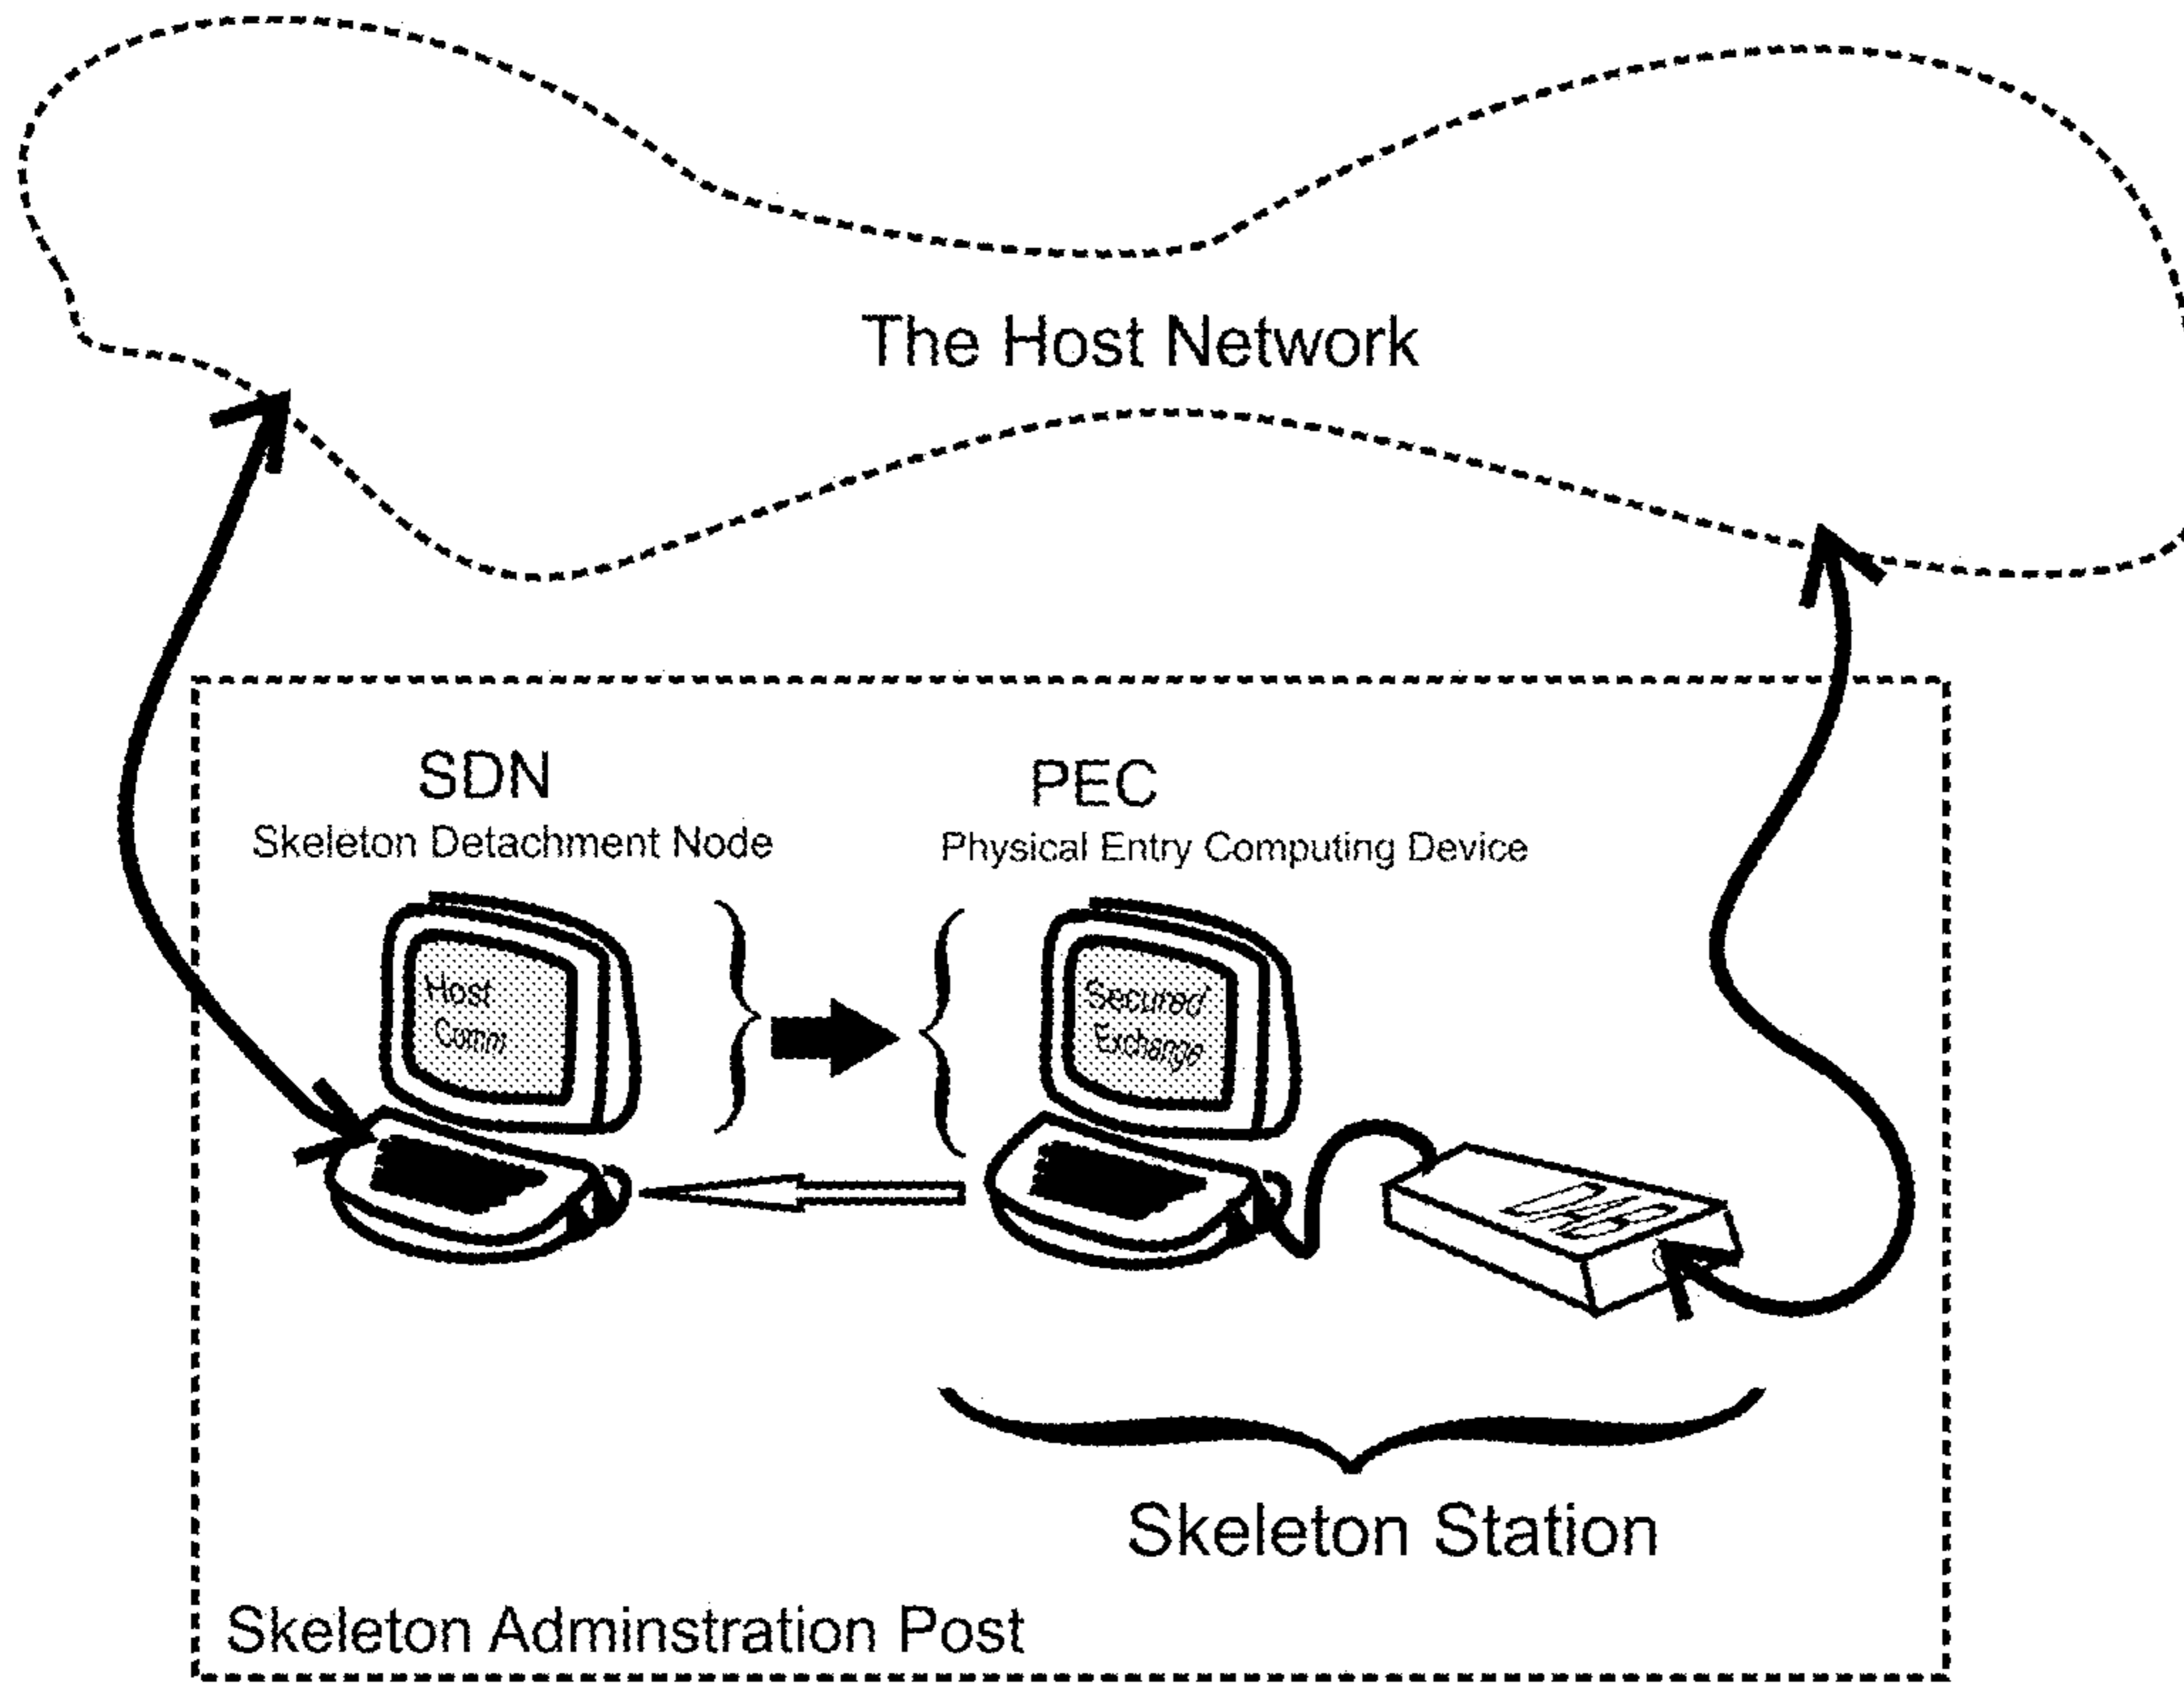 The Host Network
SDN
Skeleton Detachment Node
PEC
Physical Entry Computing Device
Host
Comm
Secured
Exchange
Skeleton Station
Skeleton Adminstration Post